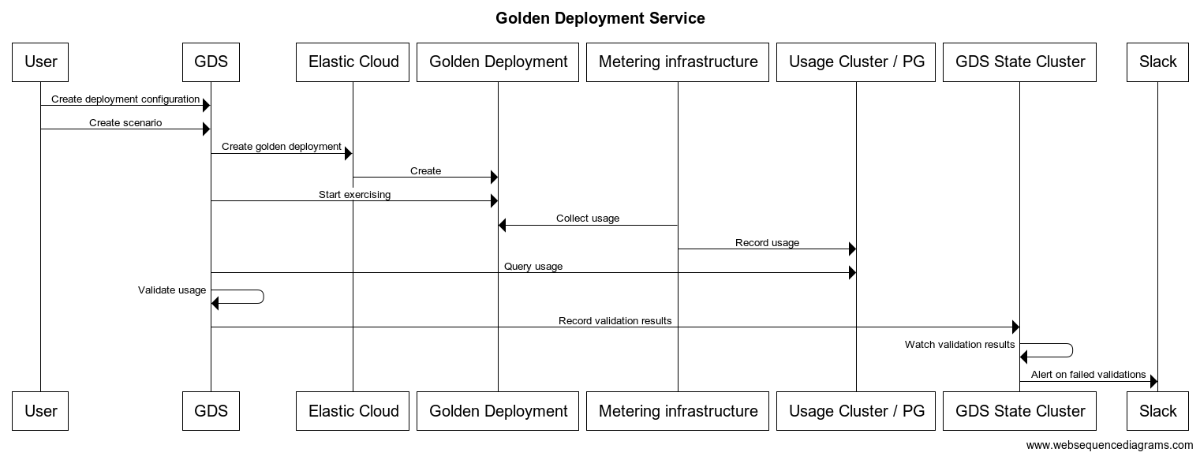 Golden Deployment Service
User
GDS
Elastic Cloud
Golden Deployment
Metering infrastructure
Usage Cluster / PG
GDS State Cluster
Slack
Create deployment configuration
Create scenario
Create golden deployment
Create
Start exercising
Collect usage
Record usage
Query usage
Validate usage
Record validation results
Watch validation results
Alert on failed validations
User
GDS
Elastic Cloud
Golden Deployment
Metering infrastructure
Usage Cluster / PG
GDS State Cluster
Slack
www.websequencediagrams.com